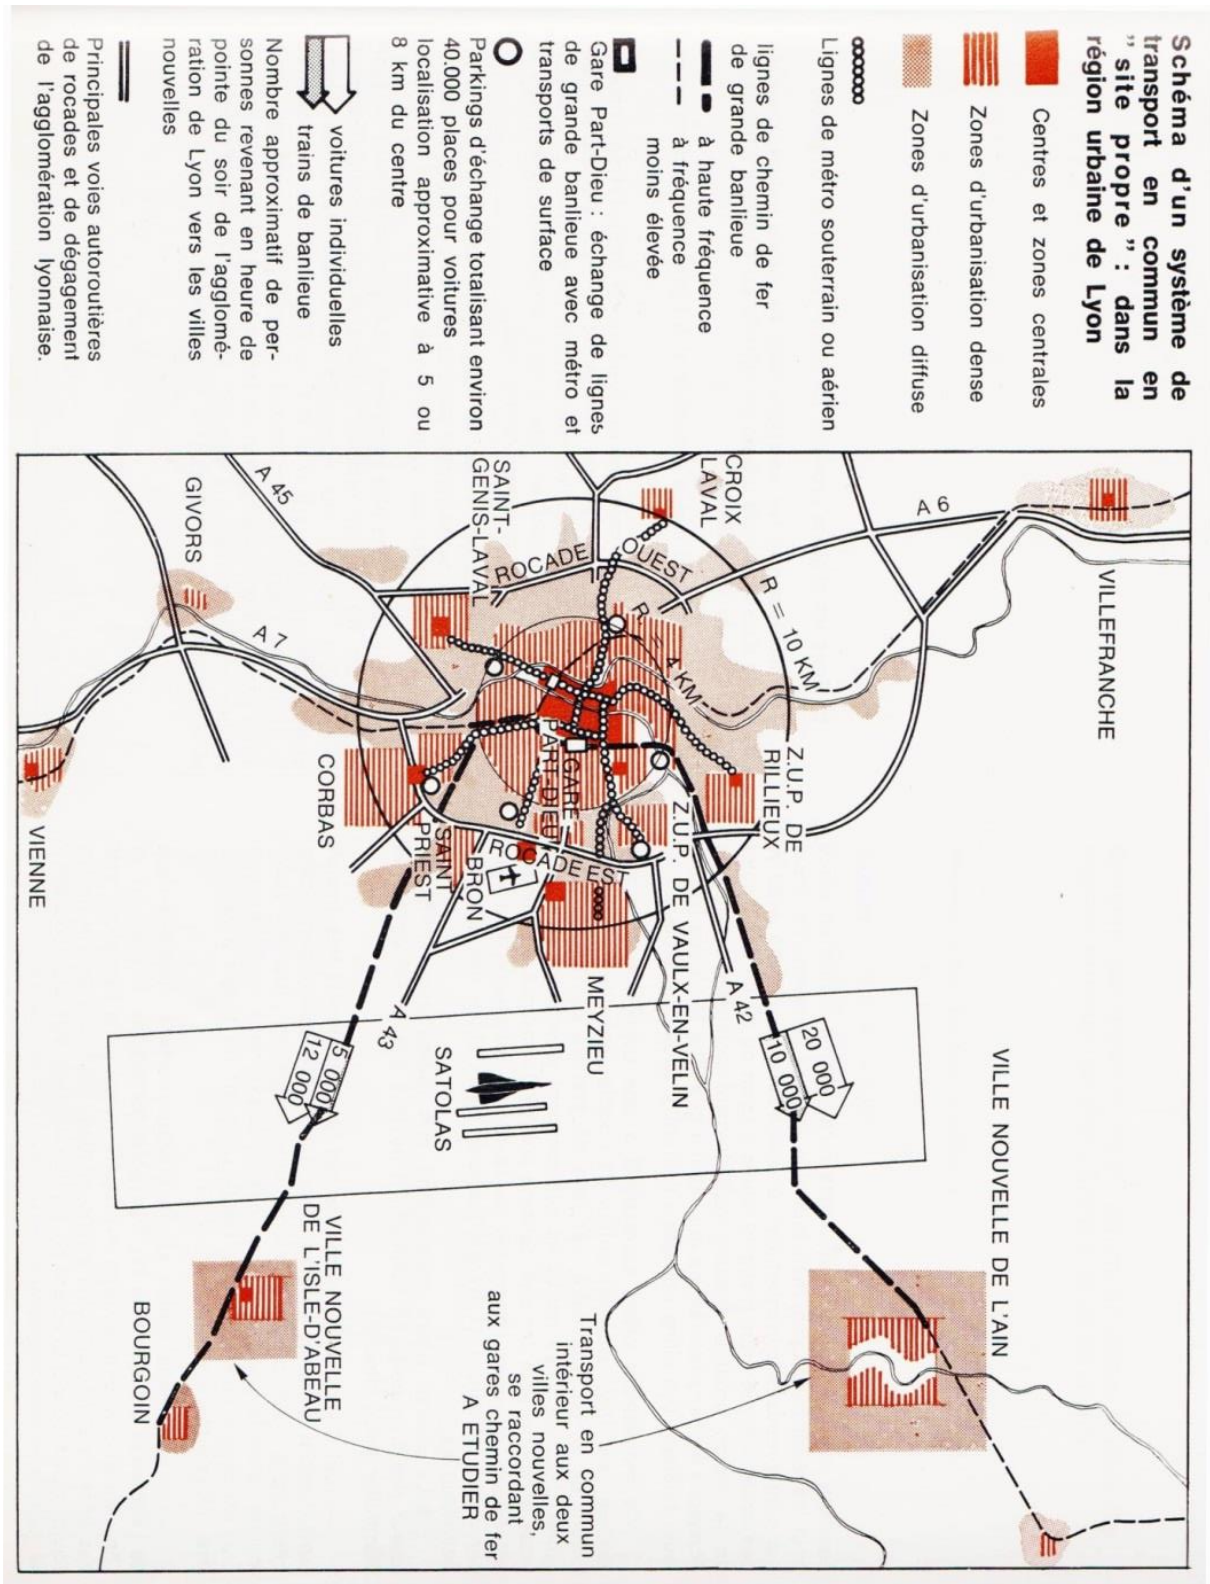 Schéma d'un système de
transport en commun en
" site propre " : dans la
région urbaine de Lyon
Centres et zones centrales
Zones d'urbanisation dense
Zones d'urbanisation diffuse
Lignes de métro souterrain ou aérien
lignes de chemin de fer
de grande banlieue
à haute fréquence
à fréquence
moins élevée
Gare Part-Dieu : échange de lignes
de grande banlieue avec métro et
transports de surface
Parkings d'échange totalisant environ
40.000 places pour voitures
localisation approximative à 5 ou
8 km du centre
voitures individuelles
trains de banlieue
Nombre approximatif de per-
sonnes revenant en heure de
pointe du soir de l'agglomé-
ration de Lyon vers les villes
nouvelles
Principales voies autoroutières
de rocades et de dégagement
de l'agglomération lyonnaise.
VILLEFRANCHE
A 6
CROIX
LAVAL
R = 10 KM
R = 4 KM
ROCADE OUEST
SAINT-
GENIS-LAVAL
A 45
GIVORS
A 7
Z.U.P. DE
RILLIEUX
Z.U.P. DE VAULX-EN-VELIN
GARE
PART-DIEU
ROCADE EST
BRON
SAINT
PRIEST
CORBAS
VIENNE
MEYZIEU
A 42
A 43
SATOLAS
20 000
10 000
5 000
12 000
VILLE NOUVELLE DE L'AIN
VILLE NOUVELLE
DE L'ISLE-D'ABEAU
BOURGOIN
Transport en commun
intérieur aux deux
villes nouvelles,
se raccordant
aux gares chemin de fer
A ETUDIER